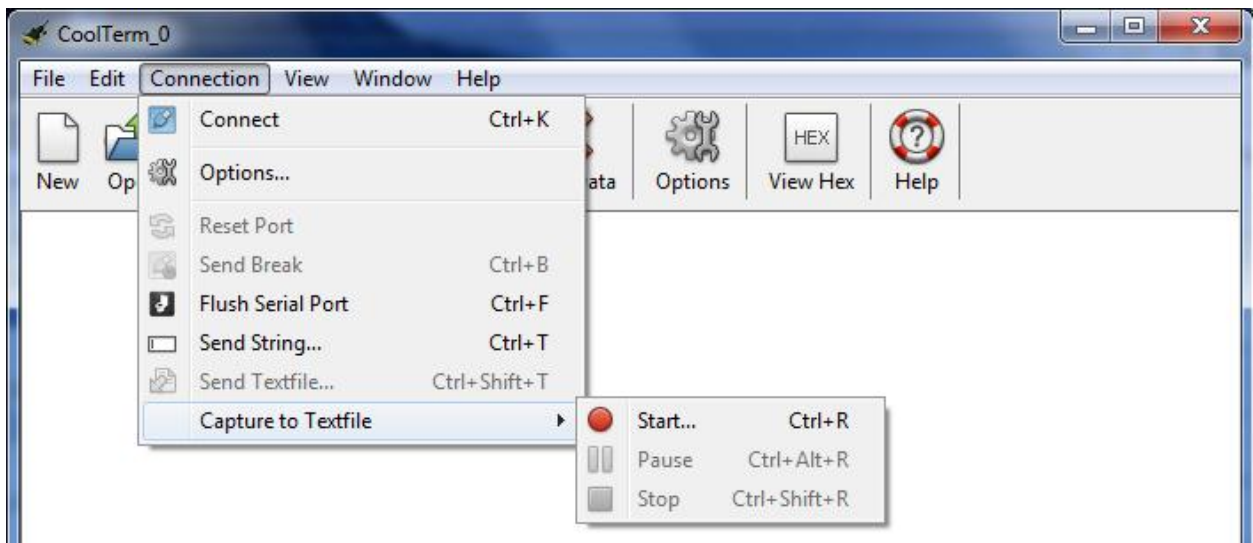 CoolTerm_0
File Edit Connection View Window Help
New Op ata Options HEX View Hex Help
Connect Ctrl+K
Options...
Reset Port
Send Break Ctrl+B
Flush Serial Port Ctrl+F
Send String... Ctrl+T
Send Textfile... Ctrl+Shift+T
Capture to Textfile
Start... Ctrl+R
Pause Ctrl+Alt+R
Stop Ctrl+Shift+R